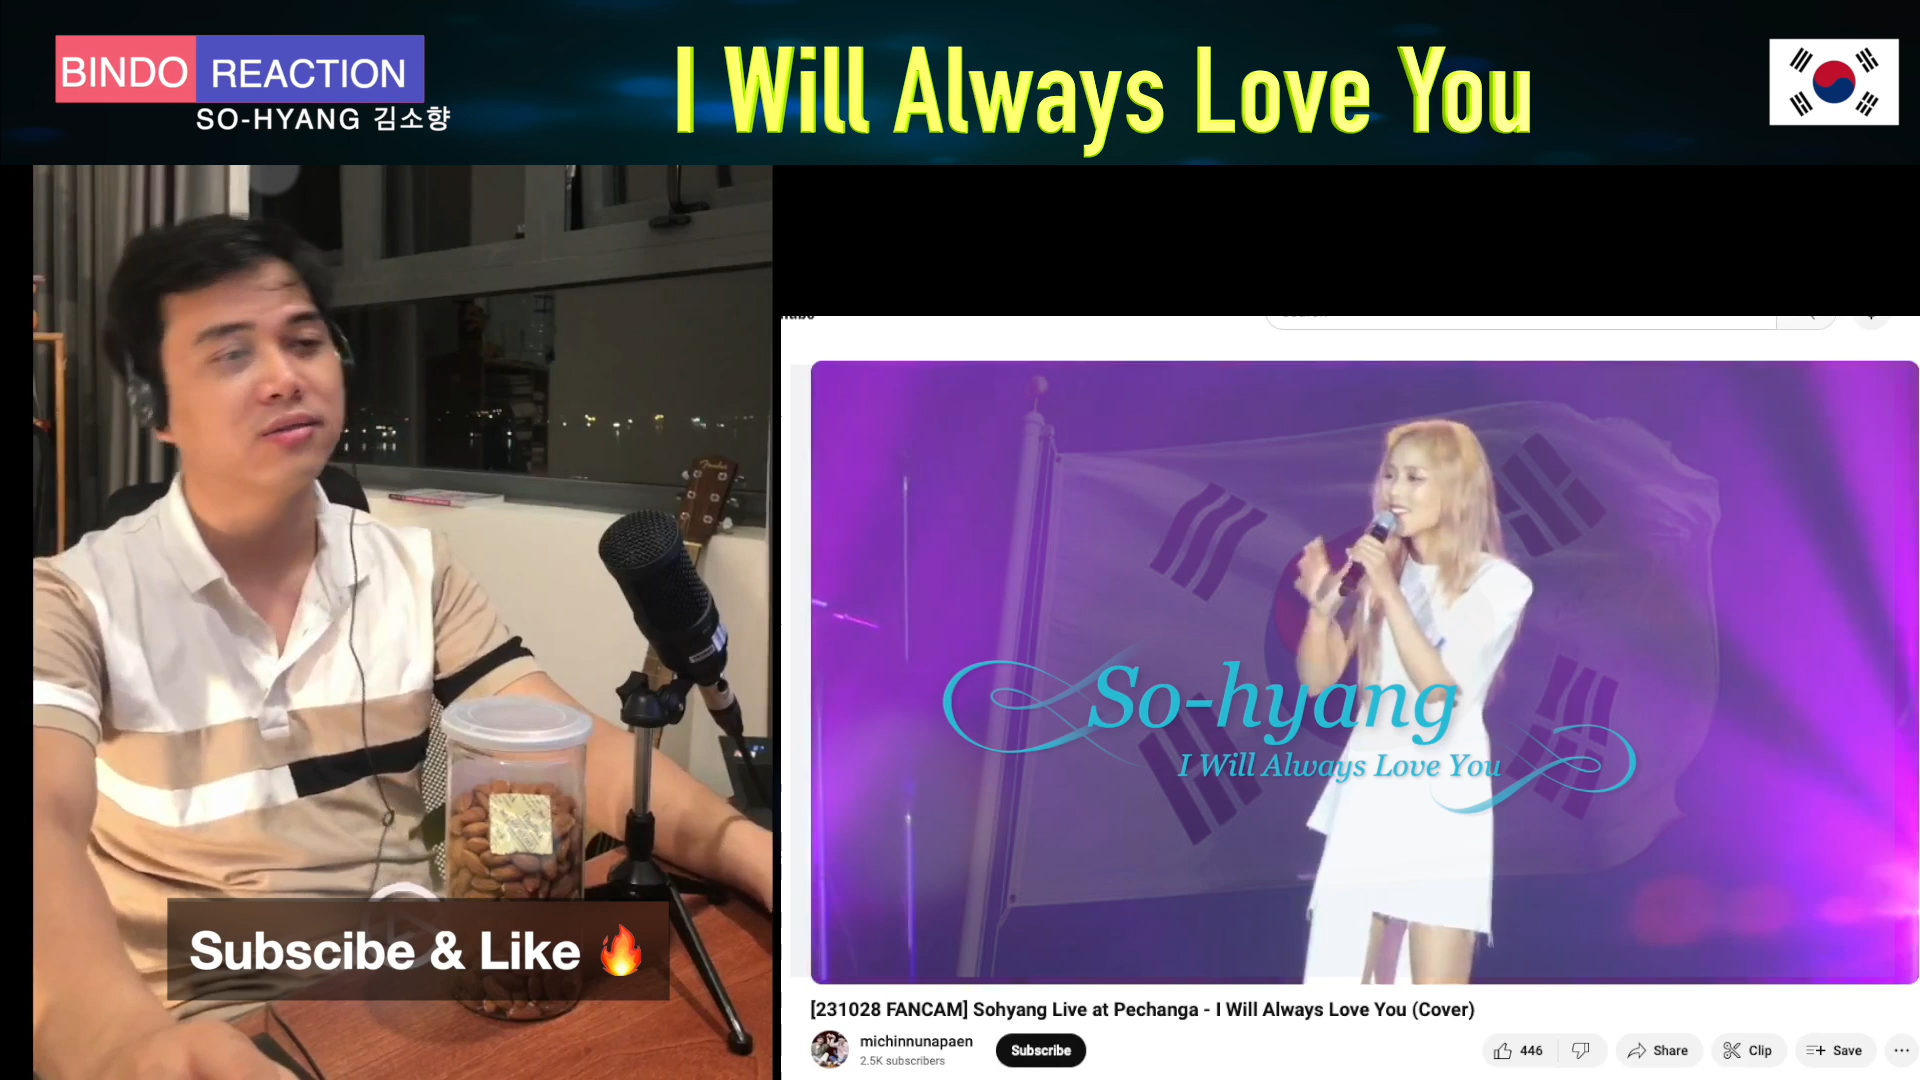 BINDO REACTION
SO-HYANG 김소향
I Will Always Love You
Fender
So-hyang
I Will Always Love You
Subscibe & Like 🔥
[231028 FANCAM] Sohyang Live at Pechanga - I Will Always Love You (Cover)
michinnunapaen
2.5K subscribers
Subscribe
446
Share
Clip
Save